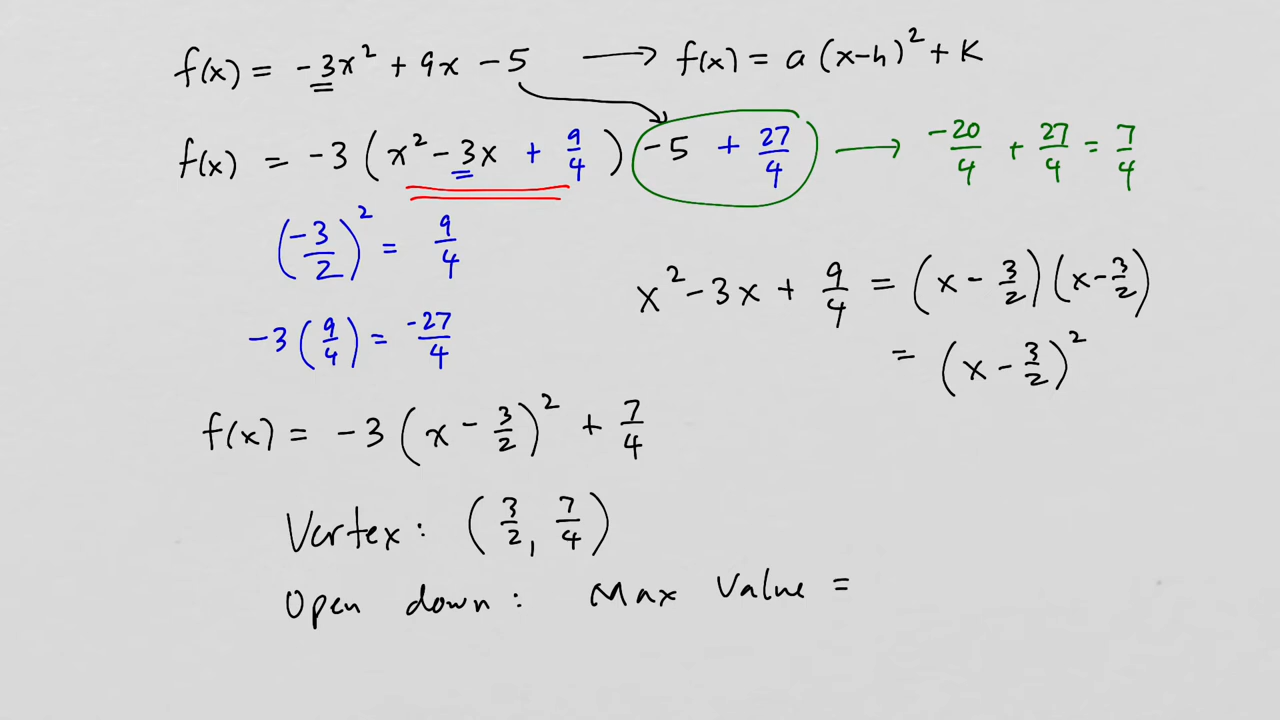 f(x) = -3x² + 9x - 5 → f(x) = a (x-h)² + K
f(x) = -3 (x² - 3x + 9/4) - 5 + 27/4 → -20/4 + 27/4 = 7/4
(-3/2)² = 9/4
x² - 3x + 9/4 = (x - 3/2)(x - 3/2)
-3 (9/4) = -27/4
= (x - 3/2)²
f(x) = -3 (x - 3/2)² + 7/4
Vertex: (3/2, 7/4)
Open down: Max Value =